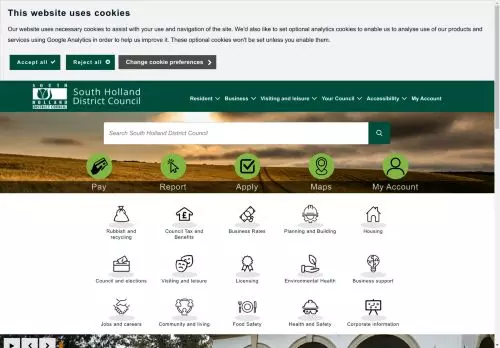 This website uses cookies
Our website uses necessary cookies to assist with your use and navigation of the site. We'd also like to set optional analytics cookies to enable us to analyse use of our products
and services using Google Analytics in order to help us improve it. These optional cookies won't be set unless you enable them.
Accept all
Reject all
Change cookie preferences
SOUTH
HOLLAND
DISTRICT COUNCIL
South Holland
District Council
Resident
Business
Visiting and leisure
Your Council
Accessibility
My Account
Search South Holland District Council
Pay
Report
Apply
Maps
My Account
Rubbish and
recycling
Council Tax and
Benefits
Business Rates
Planning and Building
Housing
Council and elections
Visiting and leisure
Licensing
Environmental Health
Business support
Jobs and careers
Community and living
Food Safety
Health and Safety
Corporate information